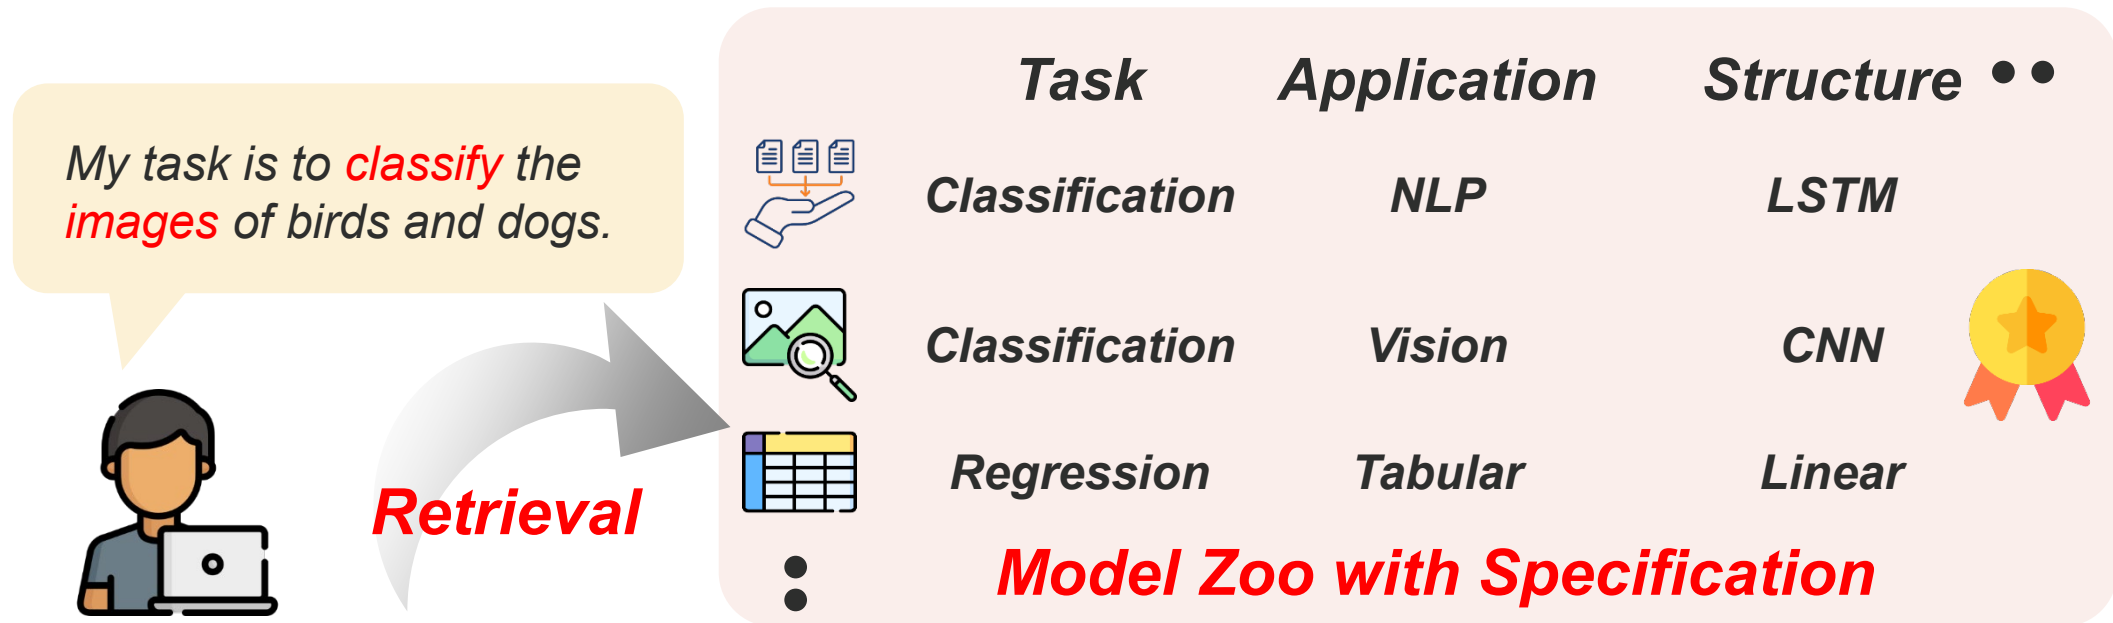 My task is to classify the
images of birds and dogs.
Retrieval
Task Application Structure ••
Classification NLP LSTM
Classification Vision CNN
Regression Tabular Linear
Model Zoo with Specification